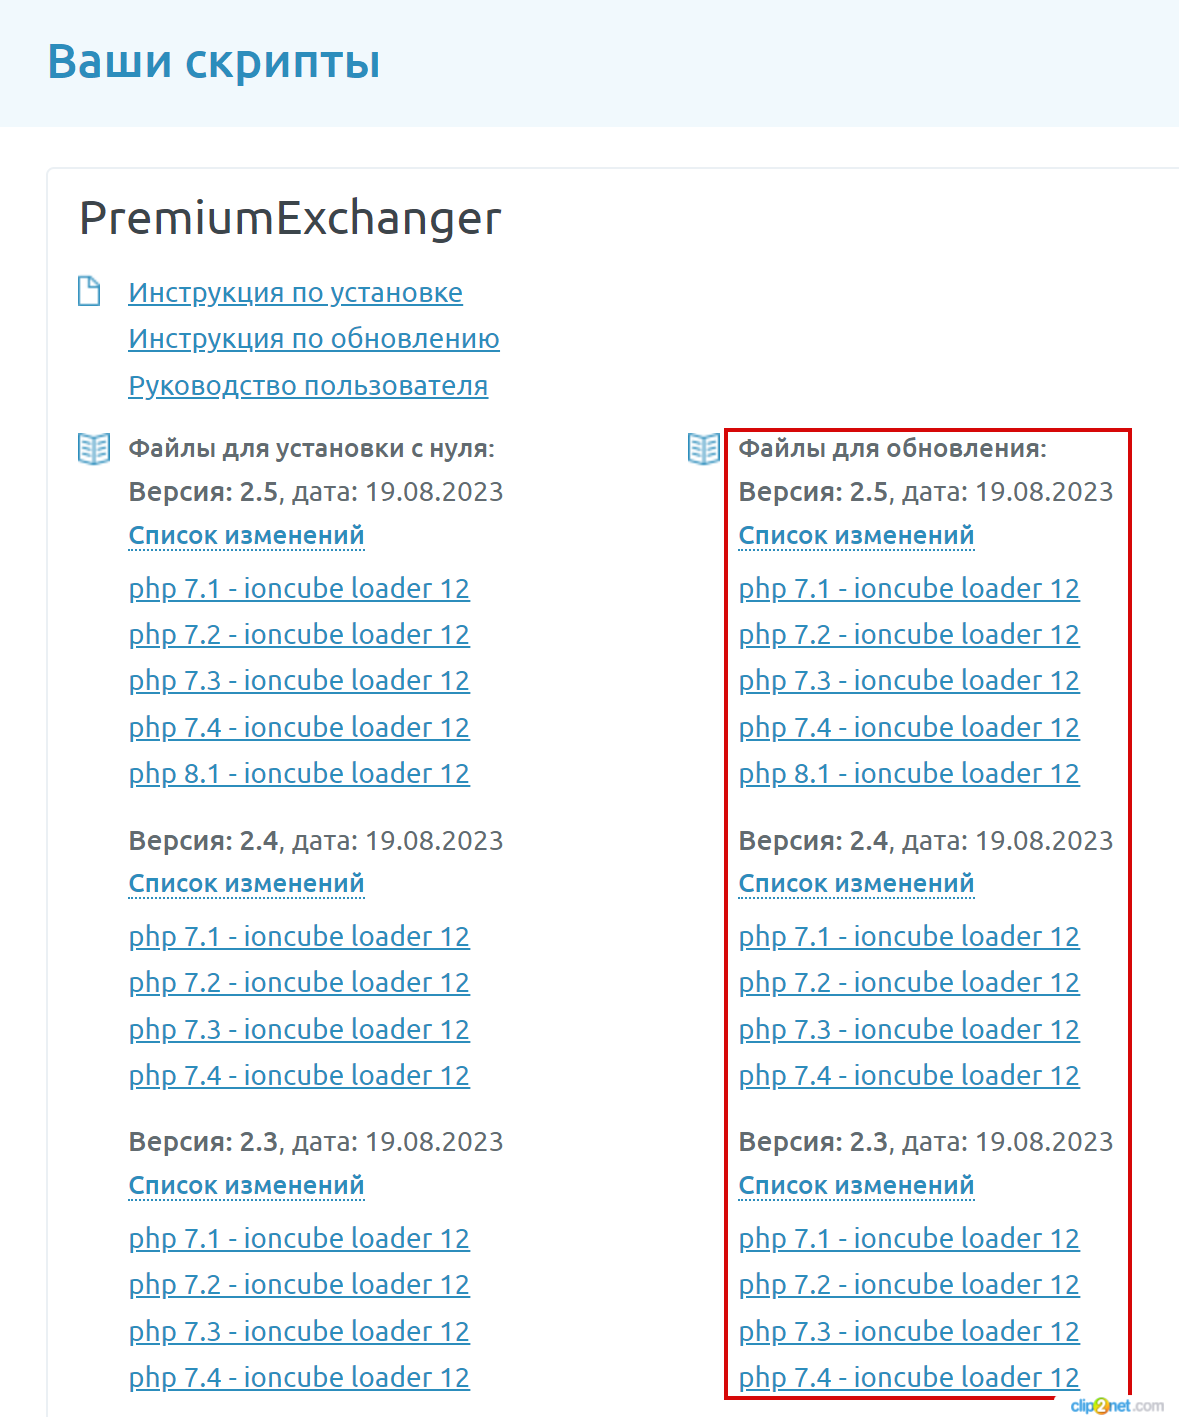 Ваши скрипты
PremiumExchanger
Инструкция по установке
Инструкция по обновлению
Руководство пользователя
Файлы для установки с нуля:
Версия: 2.5, дата: 19.08.2023
Список изменений
php 7.1 - ioncube loader 12
php 7.2 - ioncube loader 12
php 7.3 - ioncube loader 12
php 7.4 - ioncube loader 12
php 8.1 - ioncube loader 12
Версия: 2.4, дата: 19.08.2023
Список изменений
php 7.1 - ioncube loader 12
php 7.2 - ioncube loader 12
php 7.3 - ioncube loader 12
php 7.4 - ioncube loader 12
Версия: 2.3, дата: 19.08.2023
Список изменений
php 7.1 - ioncube loader 12
php 7.2 - ioncube loader 12
php 7.3 - ioncube loader 12
php 7.4 - ioncube loader 12
Файлы для обновления:
Версия: 2.5, дата: 19.08.2023
Список изменений
php 7.1 - ioncube loader 12
php 7.2 - ioncube loader 12
php 7.3 - ioncube loader 12
php 7.4 - ioncube loader 12
php 8.1 - ioncube loader 12
Версия: 2.4, дата: 19.08.2023
Список изменений
php 7.1 - ioncube loader 12
php 7.2 - ioncube loader 12
php 7.3 - ioncube loader 12
php 7.4 - ioncube loader 12
Версия: 2.3, дата: 19.08.2023
Список изменений
php 7.1 - ioncube loader 12
php 7.2 - ioncube loader 12
php 7.3 - ioncube loader 12
php 7.4 - ioncube loader 12
clip2net.com